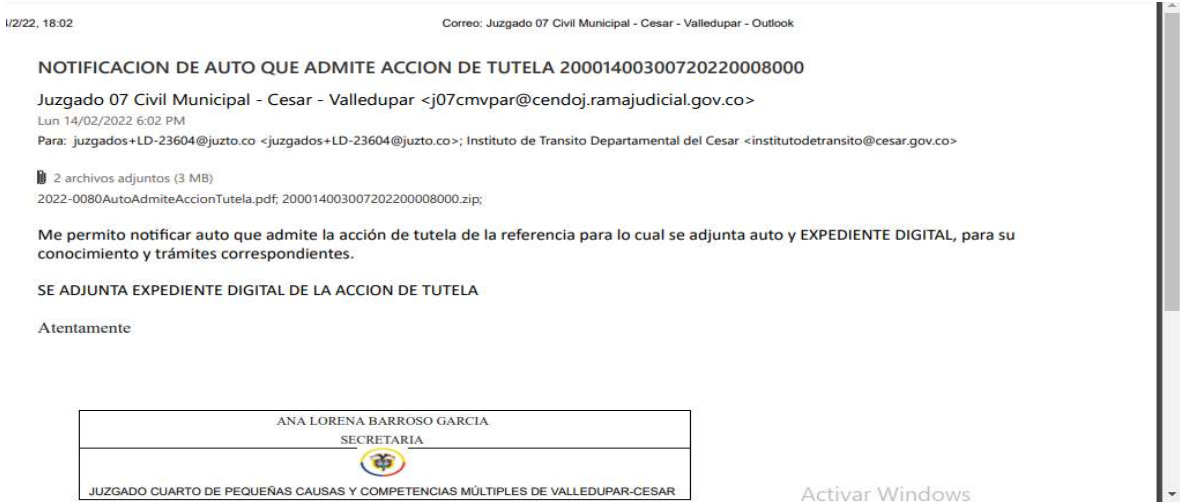 /2/22, 18:02 Correo: Juzgado 07 Civil Municipal - Cesar - Valledupar - Outlook
NOTIFICACION DE AUTO QUE ADMITE ACCION DE TUTELA 20001400300720220008000
Juzgado 07 Civil Municipal - Cesar - Valledupar <j07cmvpar@cendoj.ramajudicial.gov.co>
Lun 14/02/2022 6:02 PM
Para: juzgados+LD-23604@juzto.co <juzgados+LD-23604@juzto.co>; Instituto de Transito Departamental del Cesar <institutodetransito@cesar.gov.co>
2 archivos adjuntos (3 MB)
2022-0080AutoAdmiteAccionTutela.pdf; 200014003007202200008000.zip;
Me permito notificar auto que admite la acción de tutela de la referencia para lo cual se adjunta auto y EXPEDIENTE DIGITAL, para su
conocimiento y trámites correspondientes.
SE ADJUNTA EXPEDIENTE DIGITAL DE LA ACCION DE TUTELA
Atentamente
ANA LORENA BARROSO GARCIA
SECRETARIA
JUZGADO CUARTO DE PEQUEÑAS CAUSAS Y COMPETENCIAS MÚLTIPLES DE VALLEDUPAR-CESAR
Activar Windows